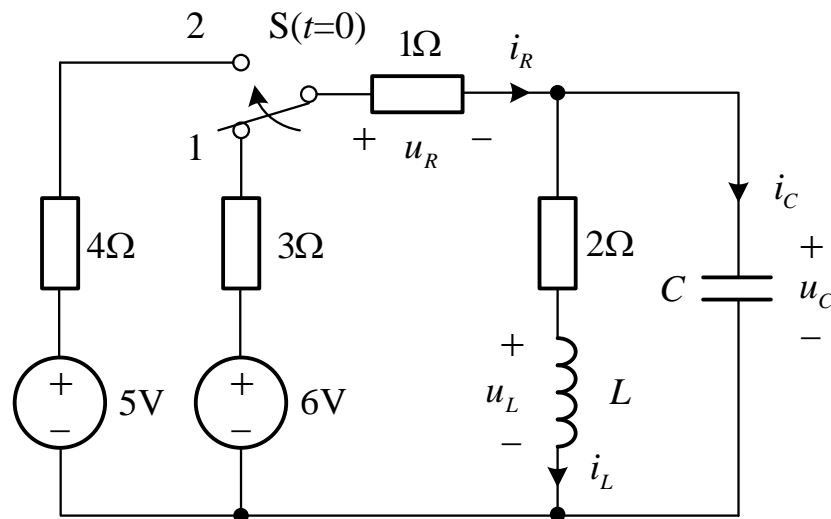 2 S(t=0) 1Ω i_R
1 + u_R −
i_C
4Ω 3Ω 2Ω C + u_C −
+ − 5V + − 6V + u_L − L
i_L